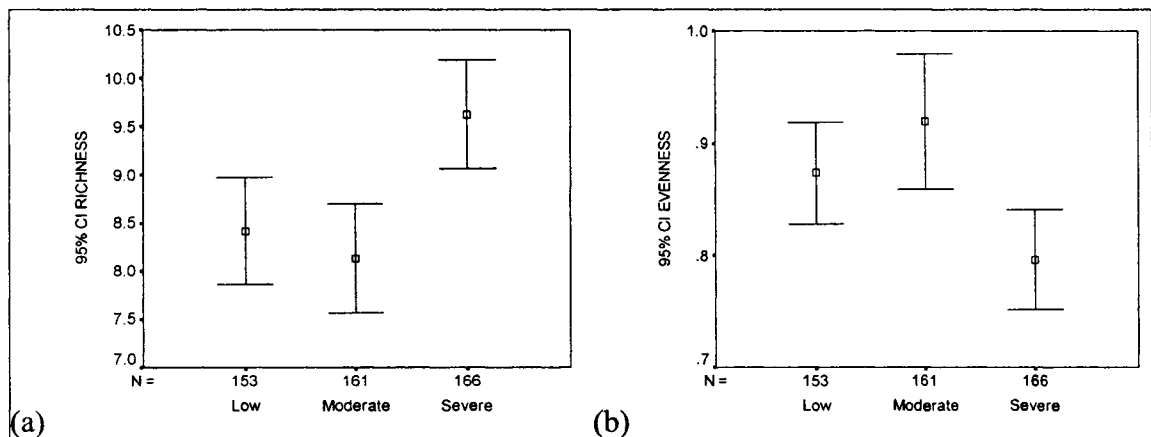 95% CI RICHNESS
10.5
10.0
9.5
9.0
8.5
8.0
7.5
7.0
N = 153 161 166
Low Moderate Severe
(a)
95% CI EVENNESS
1.0
.9
.8
.7
N = 153 161 166
Low Moderate Severe
(b)